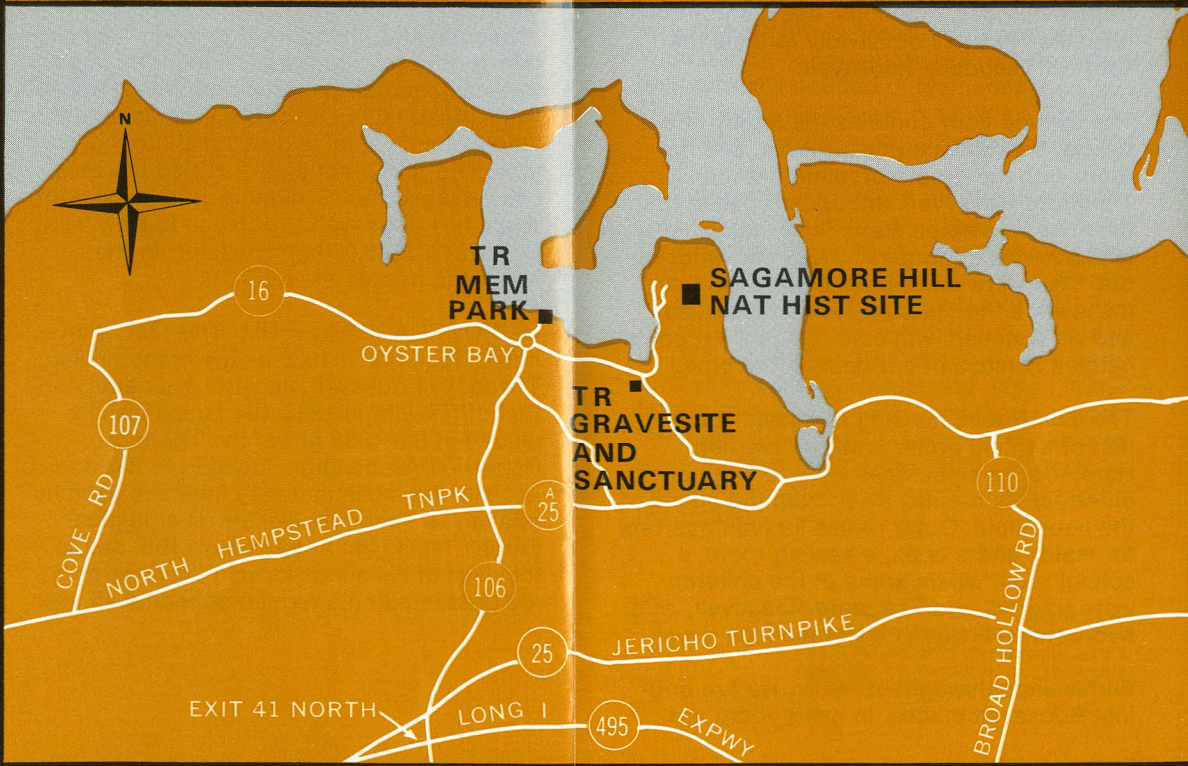 N
TR
MEM
PARK
SAGAMORE HILL
NAT HIST SITE
16
OYSTER BAY
TR
GRAVESITE
AND
SANCTUARY
107
COVE RD
NORTH HEMPSTEAD TNPK
A
25
110
BROAD HOLLOW RD
106
25
JERICHO TURNPIKE
EXIT 41 NORTH
LONG I
495
EXPWY